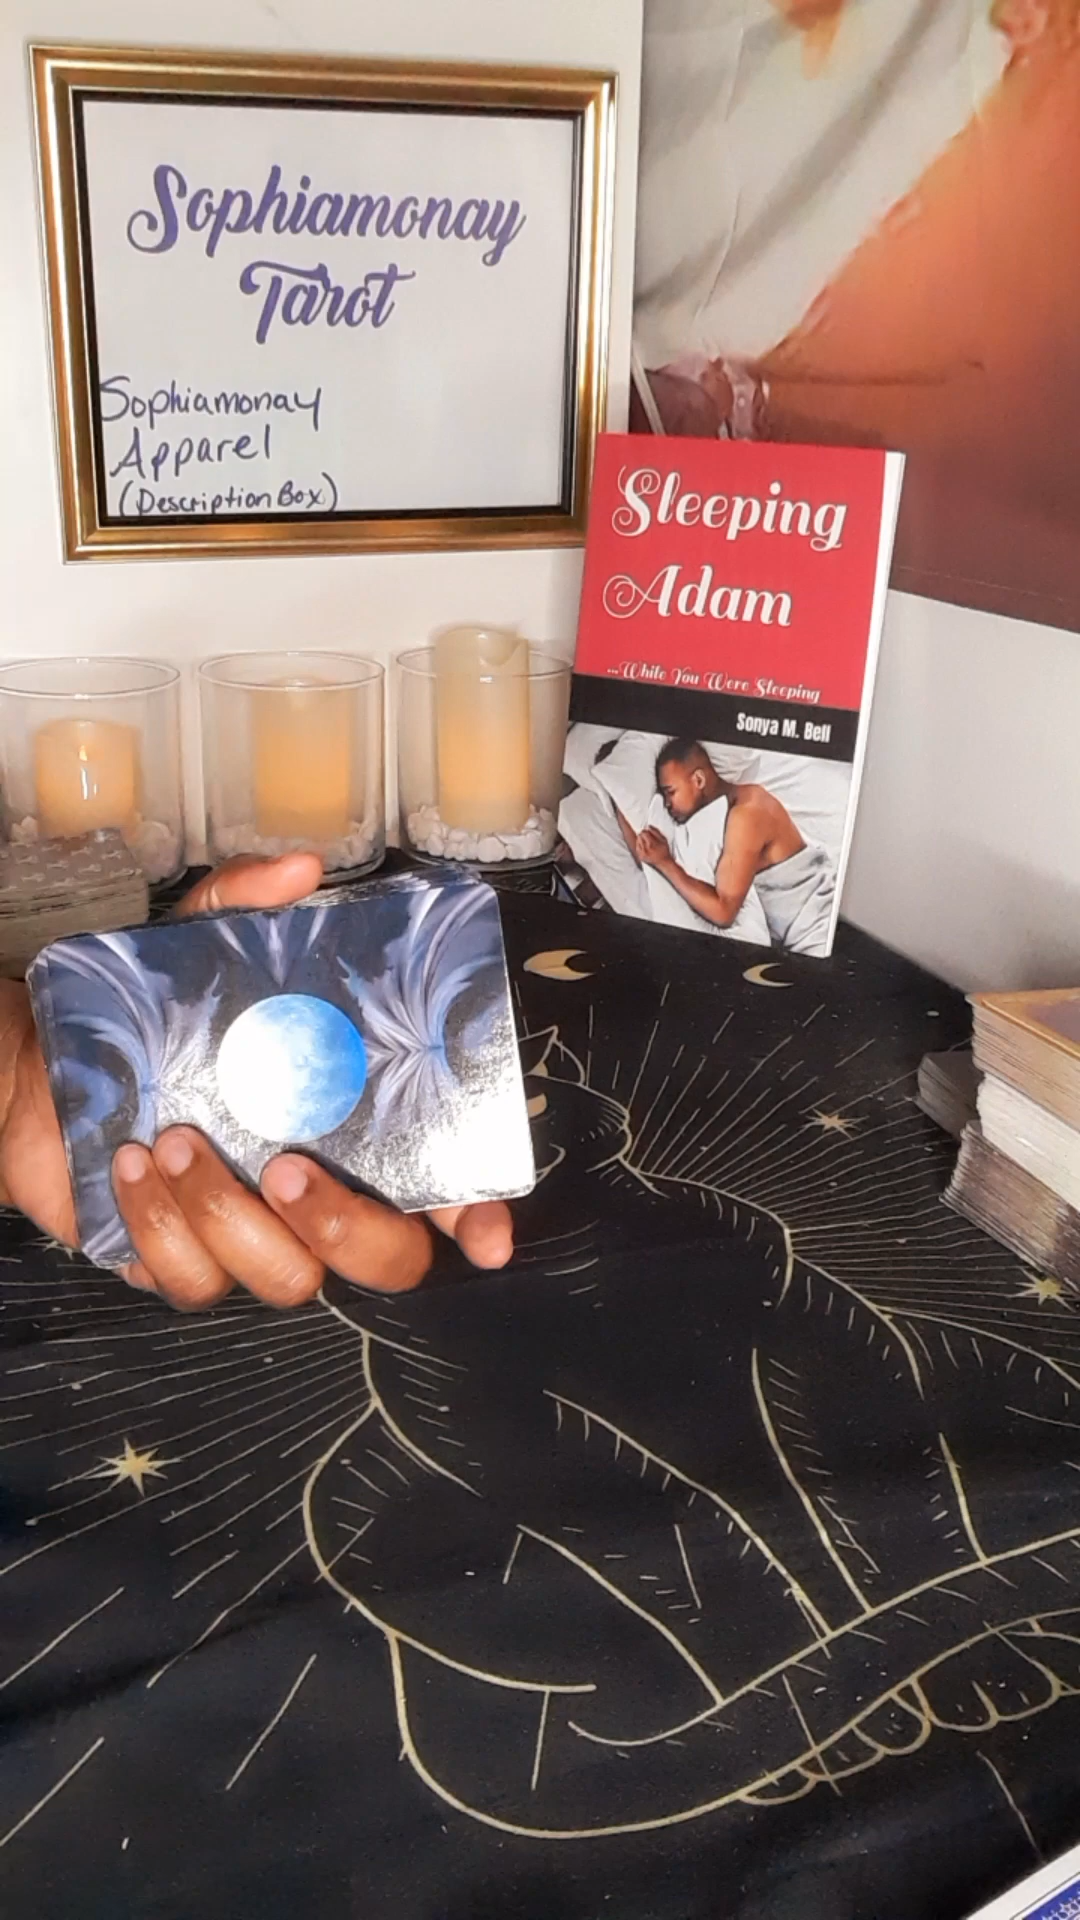 Sophiamonay
Tarot
Sophiamonay
Apparel
(Description Box)
Sleeping
Adam
...While You Were Sleeping
Sonya M. Bell